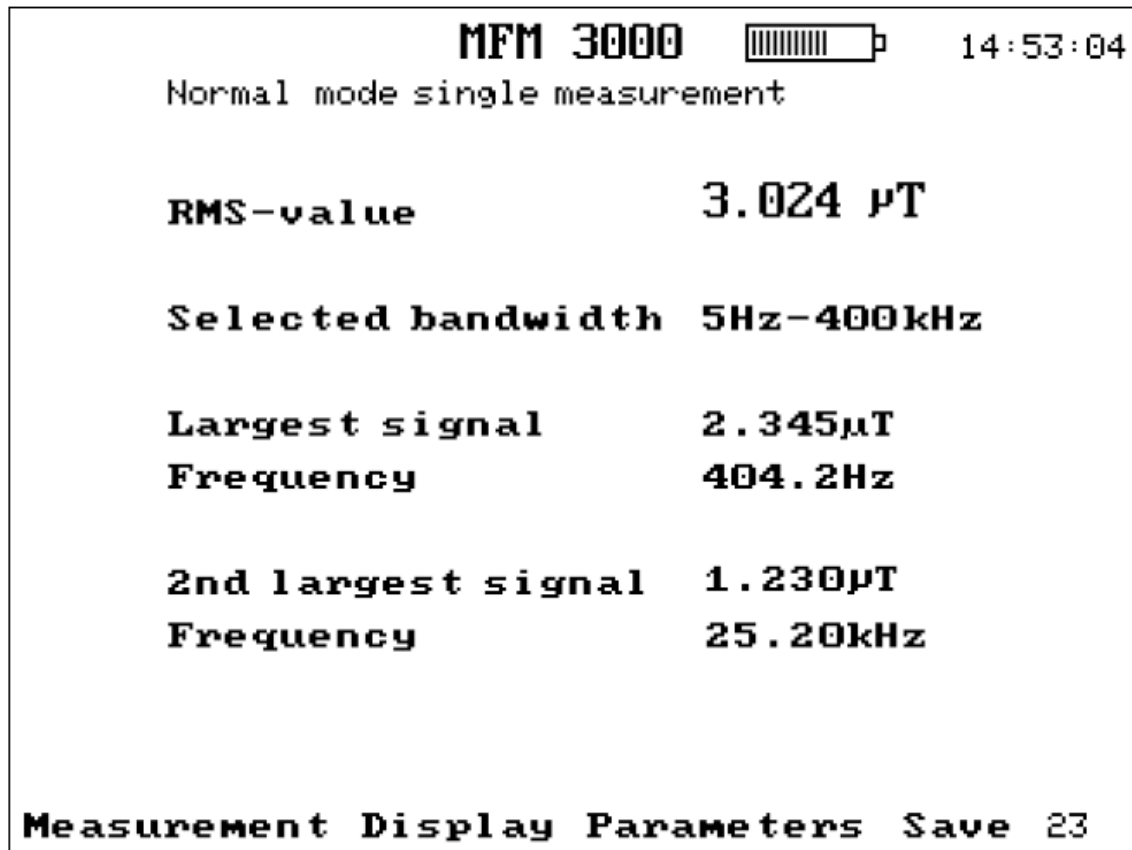 MFM 3000 14:53:04
Normal mode single measurement
RMS-value 3.024 µT
Selected bandwidth 5Hz-400kHz
Largest signal 2.345µT
Frequency 404.2Hz
2nd largest signal 1.230µT
Frequency 25.20kHz
Measurement Display Parameters Save 23